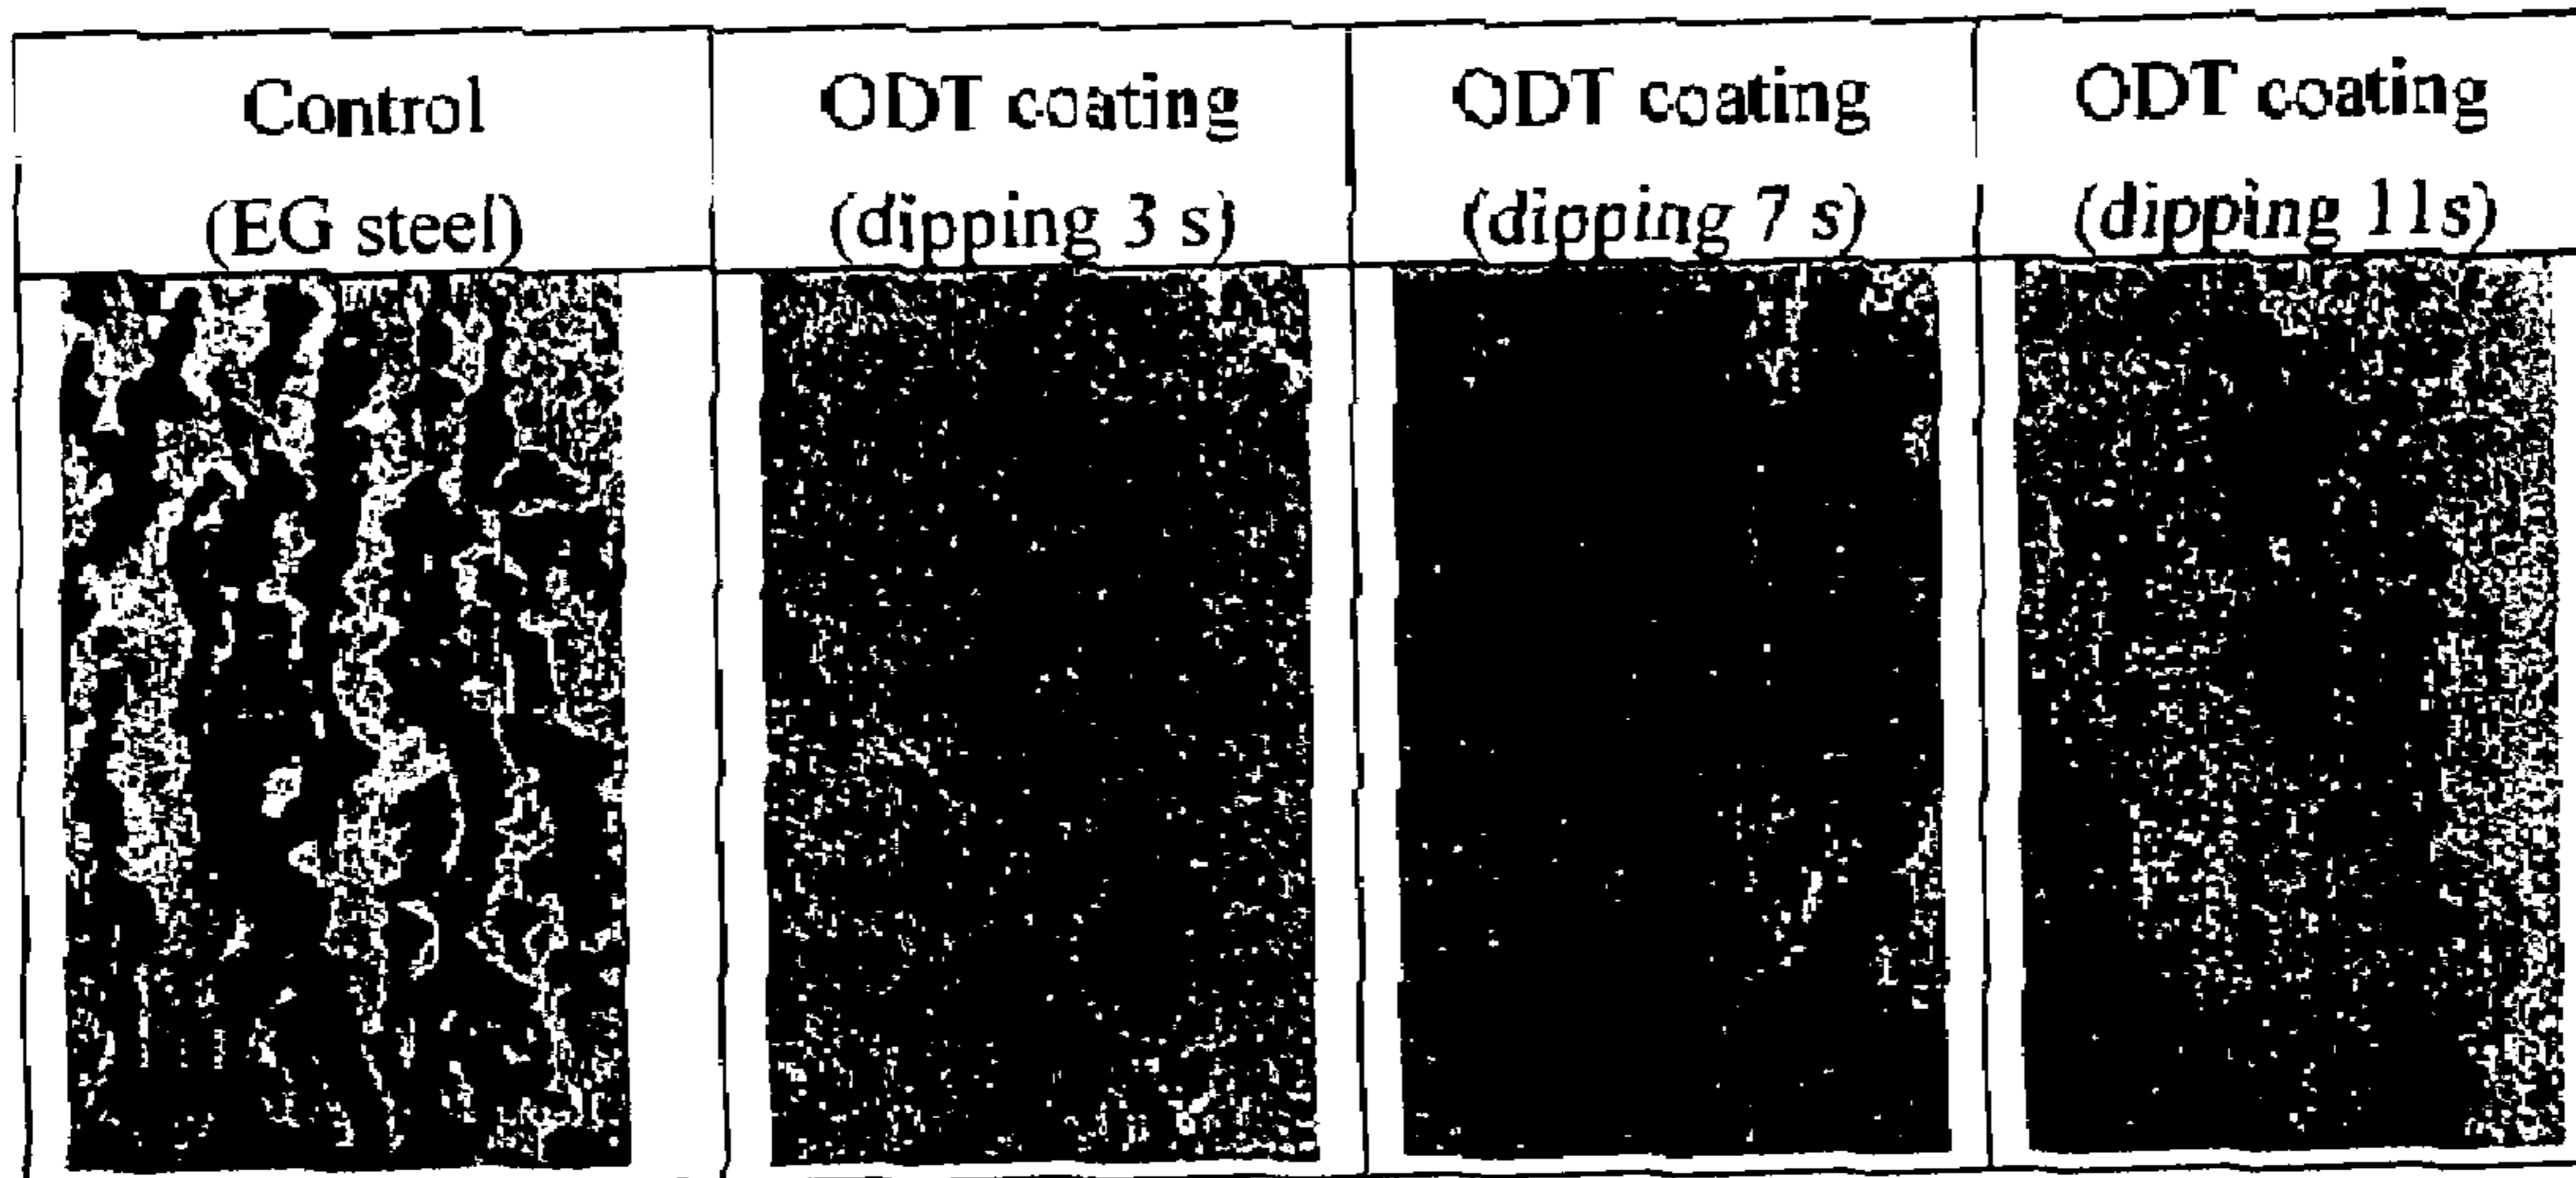 Control
(EG steel)
ODT coating
(dipping 3 s)
ODT coating
(dipping 7 s)
ODT coating
(dipping 11s)